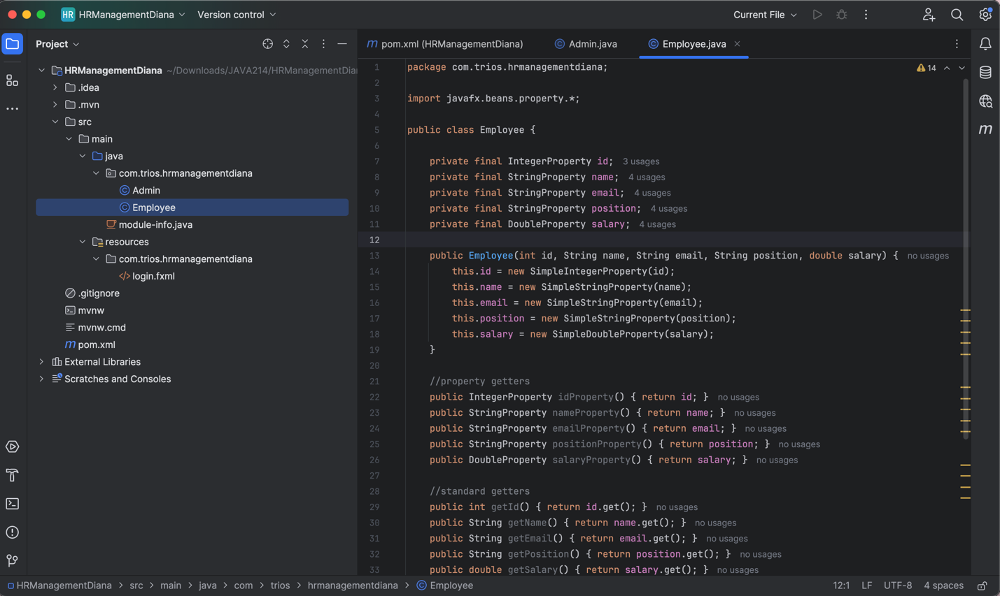 HR HRManagementDiana Version control Current File
Project
pom.xml (HRManagementDiana) Admin.java Employee.java
HRManagementDiana ~/Downloads/JAVA214/HRManagementDian
.idea
.mvn
src
main
java
com.trios.hrmanagementdiana
Admin
Employee
module-info.java
resources
com.trios.hrmanagementdiana
login.fxml
.gitignore
mvnw
mvnw.cmd
pom.xml
External Libraries
Scratches and Consoles
14
1 package com.trios.hrmanagementdiana;
2
3 import javafx.beans.property.*;
4
5 public class Employee {
6
7 private final IntegerProperty id; 3 usages
8 private final StringProperty name; 4 usages
9 private final StringProperty email; 4 usages
10 private final StringProperty position; 4 usages
11 private final DoubleProperty salary; 4 usages
12
13 public Employee(int id, String name, String email, String position, double salary) { no usages
14 this.id = new SimpleIntegerProperty(id);
15 this.name = new SimpleStringProperty(name);
16 this.email = new SimpleStringProperty(email);
17 this.position = new SimpleStringProperty(position);
18 this.salary = new SimpleDoubleProperty(salary);
19 }
20
21 //property getters
22 public IntegerProperty idProperty() { return id; } no usages
23 public StringProperty nameProperty() { return name; } no usages
24 public StringProperty emailProperty() { return email; } no usages
25 public StringProperty positionProperty() { return position; } no usages
26 public DoubleProperty salaryProperty() { return salary; } no usages
27
28 //standard getters
29 public int getId() { return id.get(); } no usages
30 public String getName() { return name.get(); } no usages
31 public String getEmail() { return email.get(); } no usages
32 public String getPosition() { return position.get(); } no usages
33 public double getSalary() { return salary.get(); } no usages
HRManagementDiana > src > main > java > com > trios > hrmanagementdiana > Employee
12:1 LF UTF-8 4 spaces